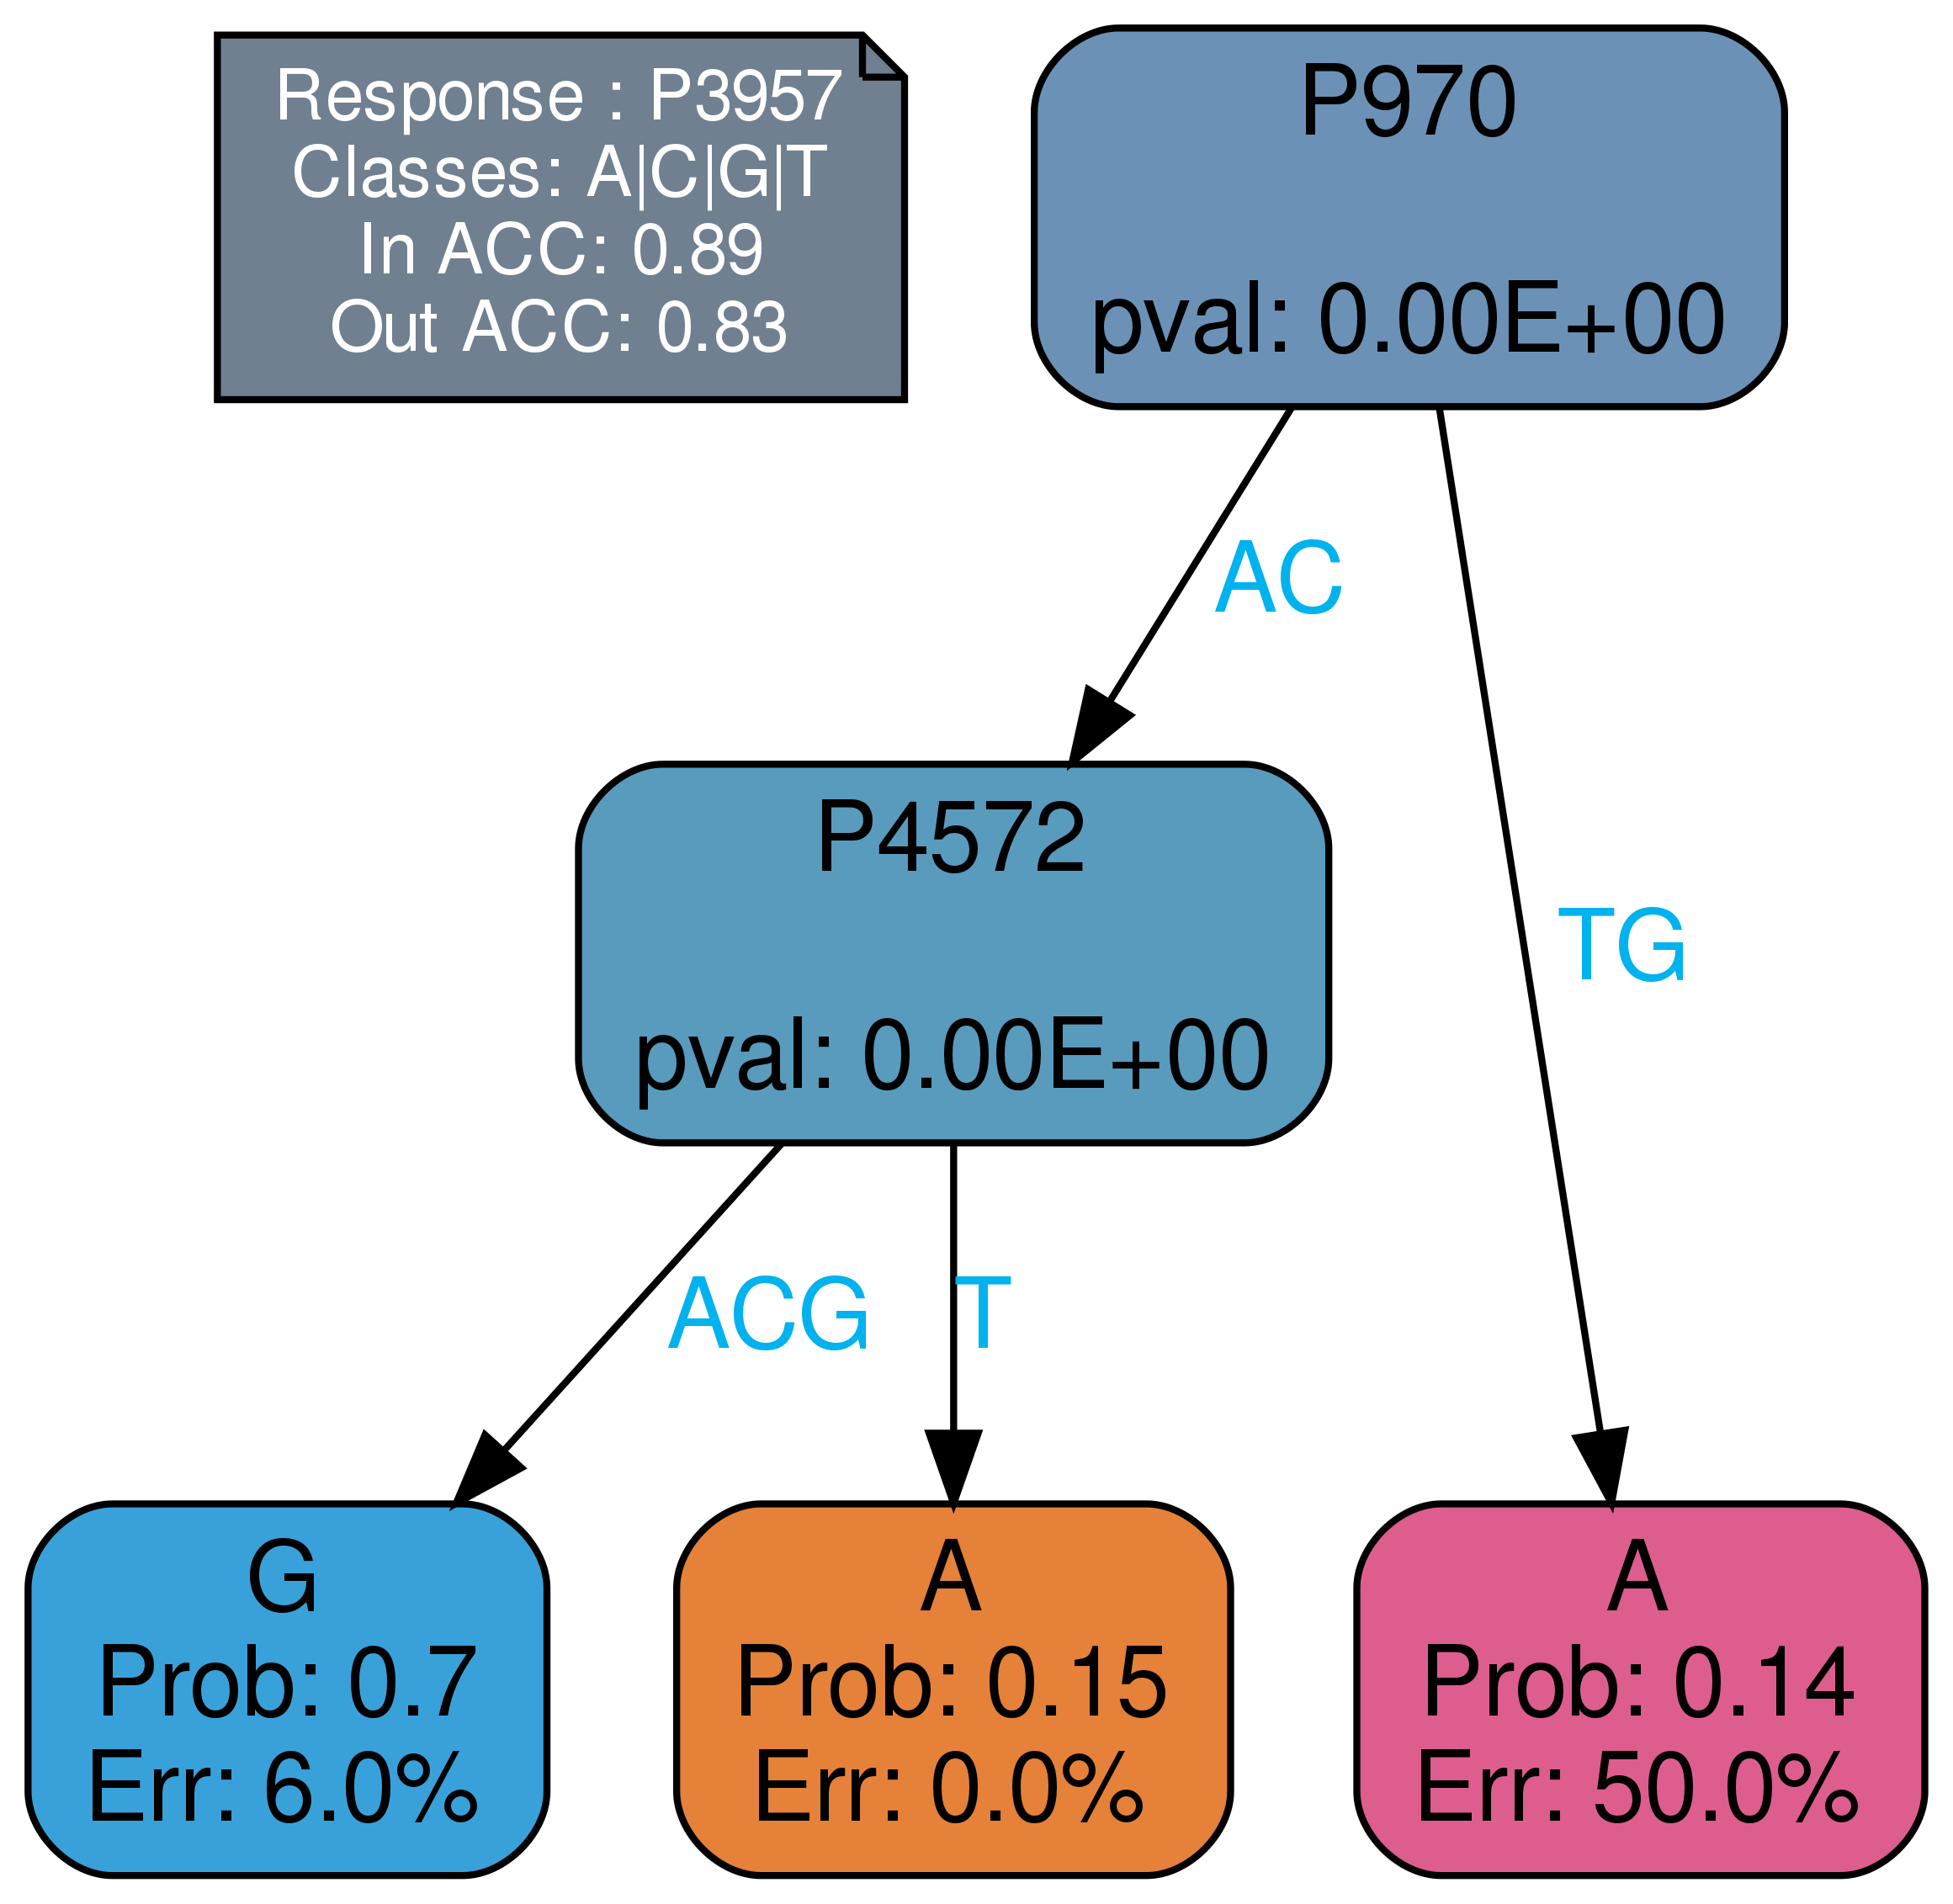 Response : P3957
Classes: A|C|G|T
In ACC: 0.89
Out ACC: 0.83
P970
pval: 0.00E+00
AC
TG
P4572
pval: 0.00E+00
ACG
T
G
Prob: 0.7
Err: 6.0%
A
Prob: 0.15
Err: 0.0%
A
Prob: 0.14
Err: 50.0%